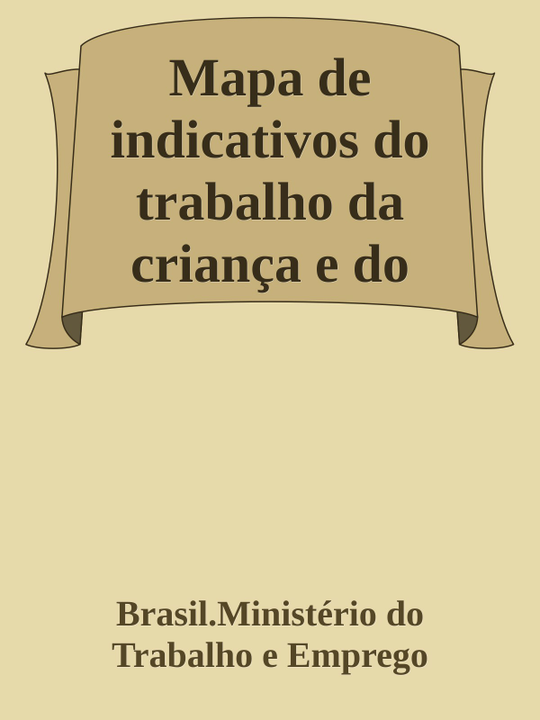 Mapa de
indicativos do
trabalho da
criança e do
Brasil.Ministério do
Trabalho e Emprego